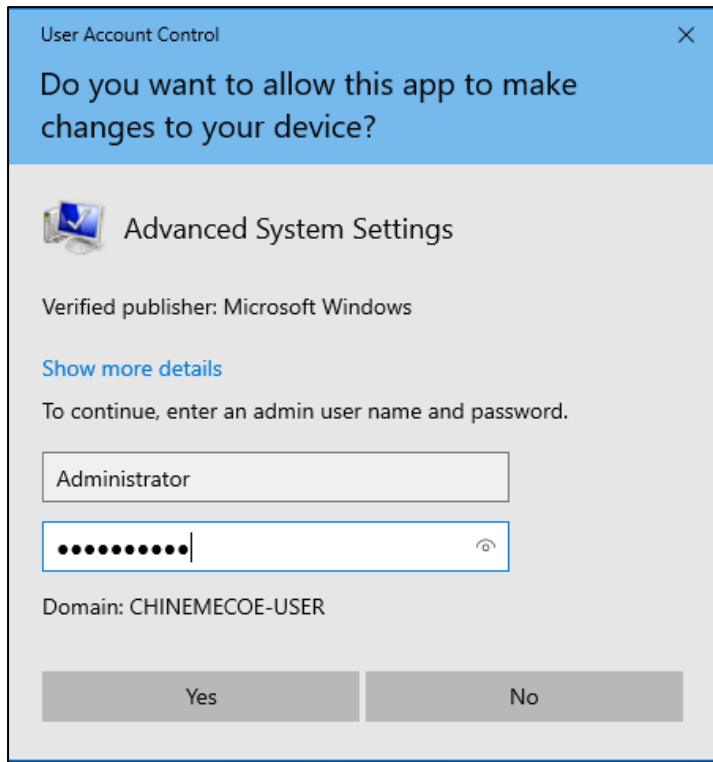 User Account Control
Do you want to allow this app to make
changes to your device?
Advanced System Settings
Verified publisher: Microsoft Windows
Show more details
To continue, enter an admin user name and password.
Administrator
●●●●●●●●●●
Domain: CHINEMECOE-USER
Yes No